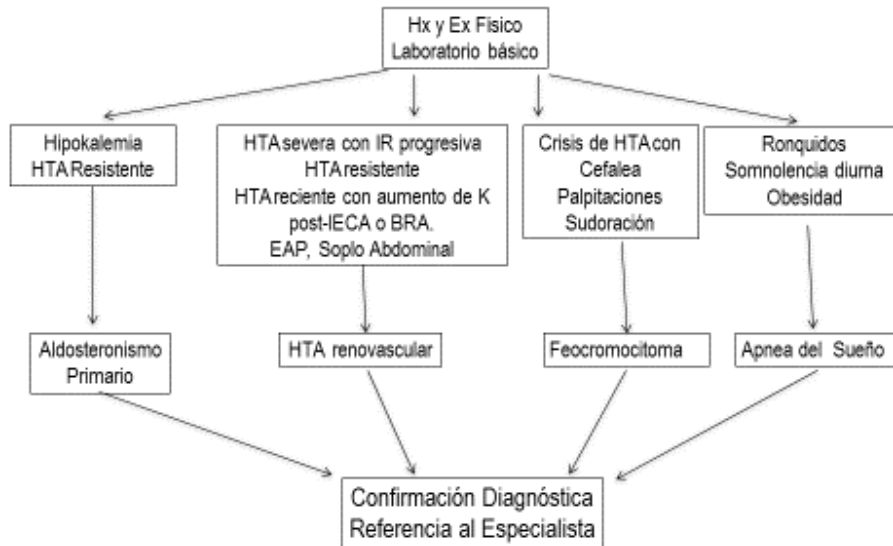 Hx y Ex Fisico
Laboratorio básico
Hipokalemia
HTA Resistente
HTA severa con IR progresiva
HTA resistente
HTA reciente con aumento de K
post-IECA o BRA.
EAP, Soplo Abdominal
Crisis de HTA con
Cefalea
Palpitaciones
Sudoración
Ronquidos
Somnolencia diurna
Obesidad
Aldosteronismo
Primario
HTA renovascular
Feocromocitoma
Apnea del Sueño
Confirmación Diagnóstica
Referencia al Especialista